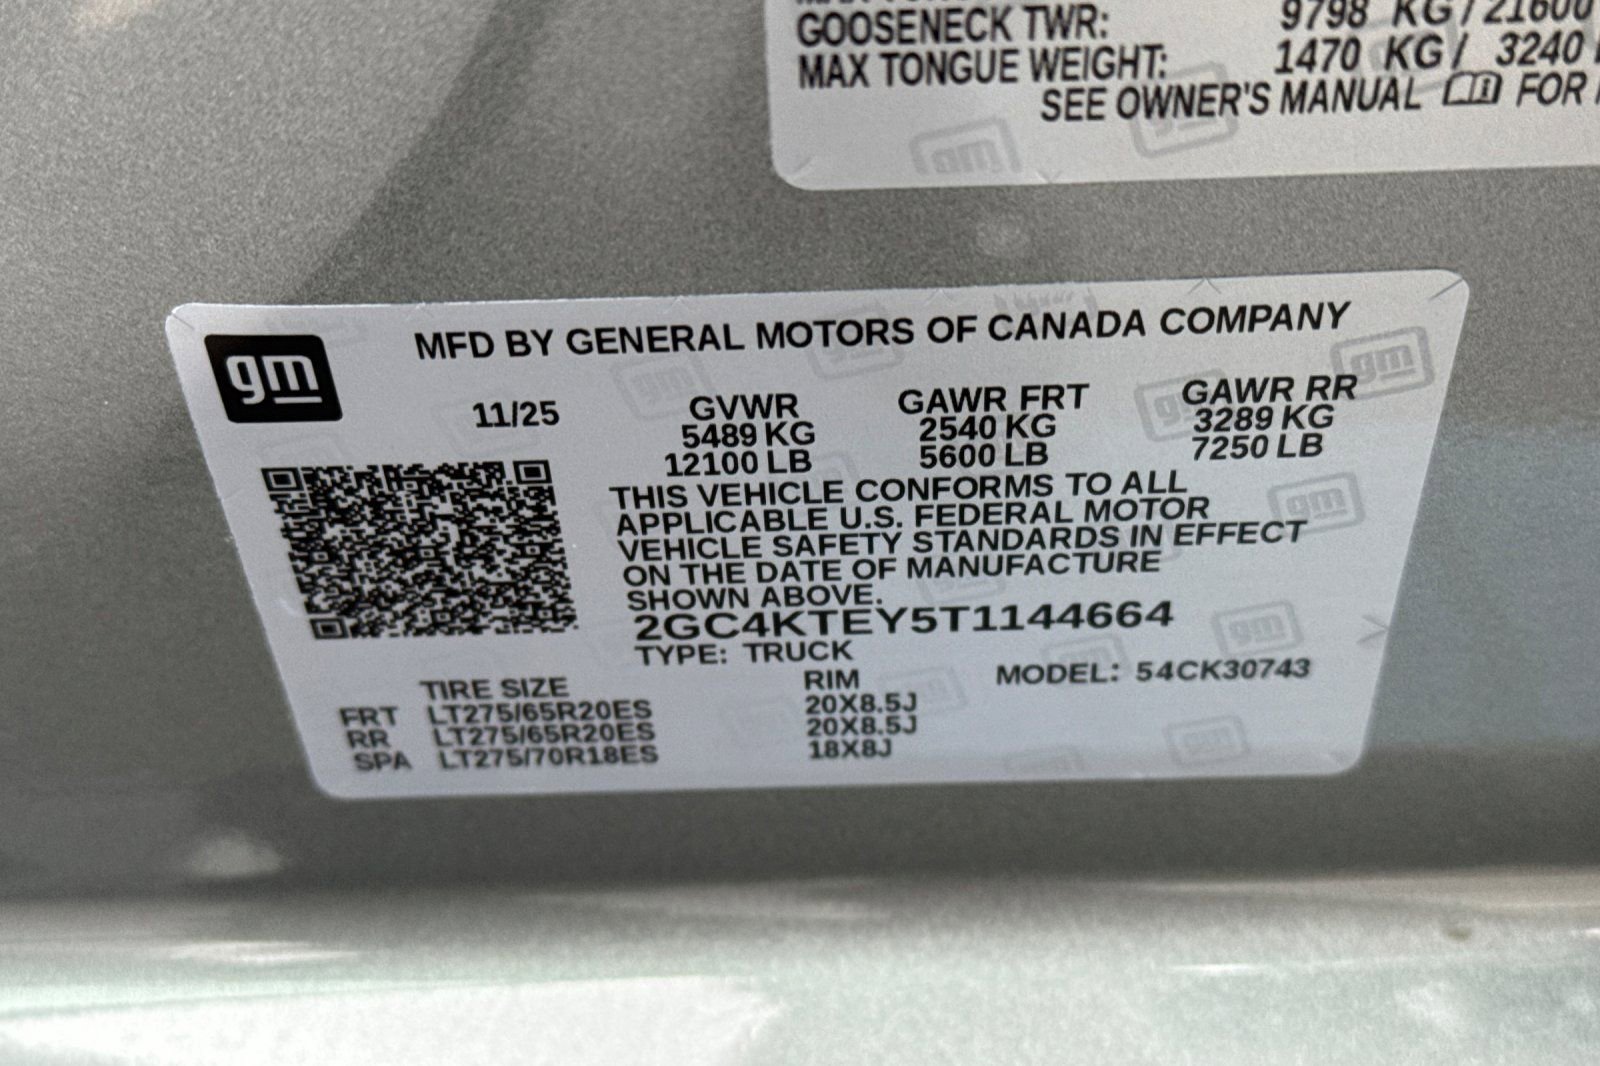 GOOSENECK TWR: 9798 KG / 21600
MAX TONGUE WEIGHT: 1470 KG / 3240
SEE OWNER'S MANUAL FOR
gm
MFD BY GENERAL MOTORS OF CANADA COMPANY
11/25 GVWR GAWR FRT GAWR RR
5489 KG 2540 KG 3289 KG
12100 LB 5600 LB 7250 LB
THIS VEHICLE CONFORMS TO ALL
APPLICABLE U.S. FEDERAL MOTOR
VEHICLE SAFETY STANDARDS IN EFFECT
ON THE DATE OF MANUFACTURE
SHOWN ABOVE.
2GC4KTEY5T1144664
TYPE: TRUCK MODEL: 54CK30743
TIRE SIZE RIM
FRT LT275/65R20ES 20X8.5J
RR LT275/65R20ES 20X8.5J
SPA LT275/70R18ES 18X8J